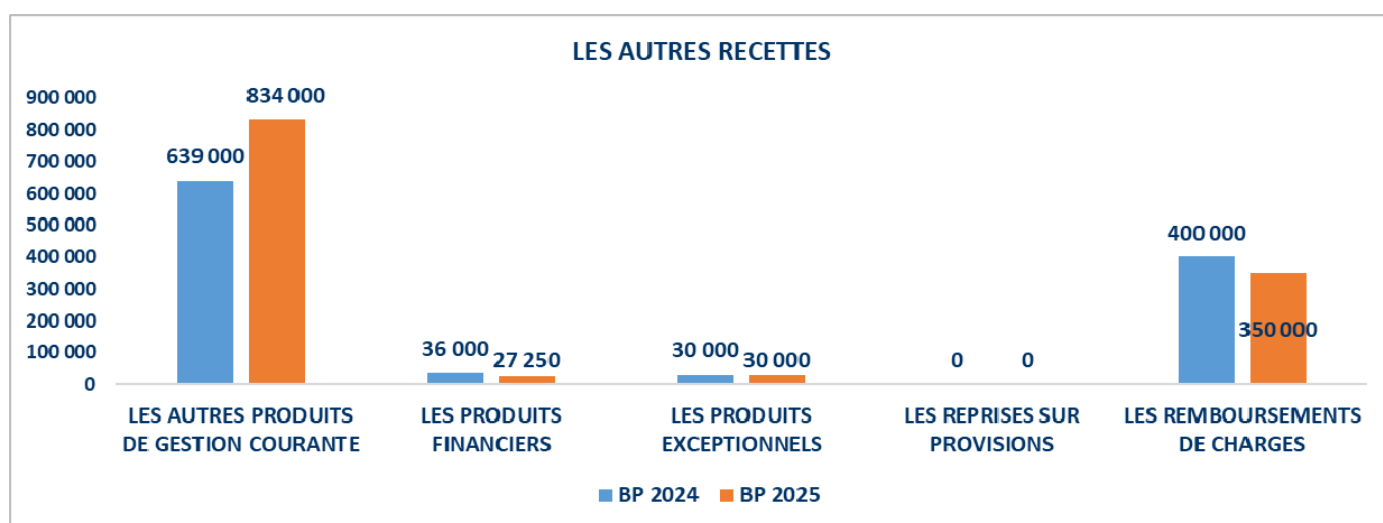 LES AUTRES RECETTES
900 000
800 000
700 000
600 000
500 000
400 000
300 000
200 000
100 000
0
639 000
834 000
36 000
27 250
30 000
30 000
0
0
400 000
350 000
LES AUTRES PRODUITS
DE GESTION COURANTE
LES PRODUITS
FINANCIERS
LES PRODUITS
EXCEPTIONNELS
LES REPRISES SUR
PROVISIONS
LES REMBOURSEMENTS
DE CHARGES
BP 2024
BP 2025